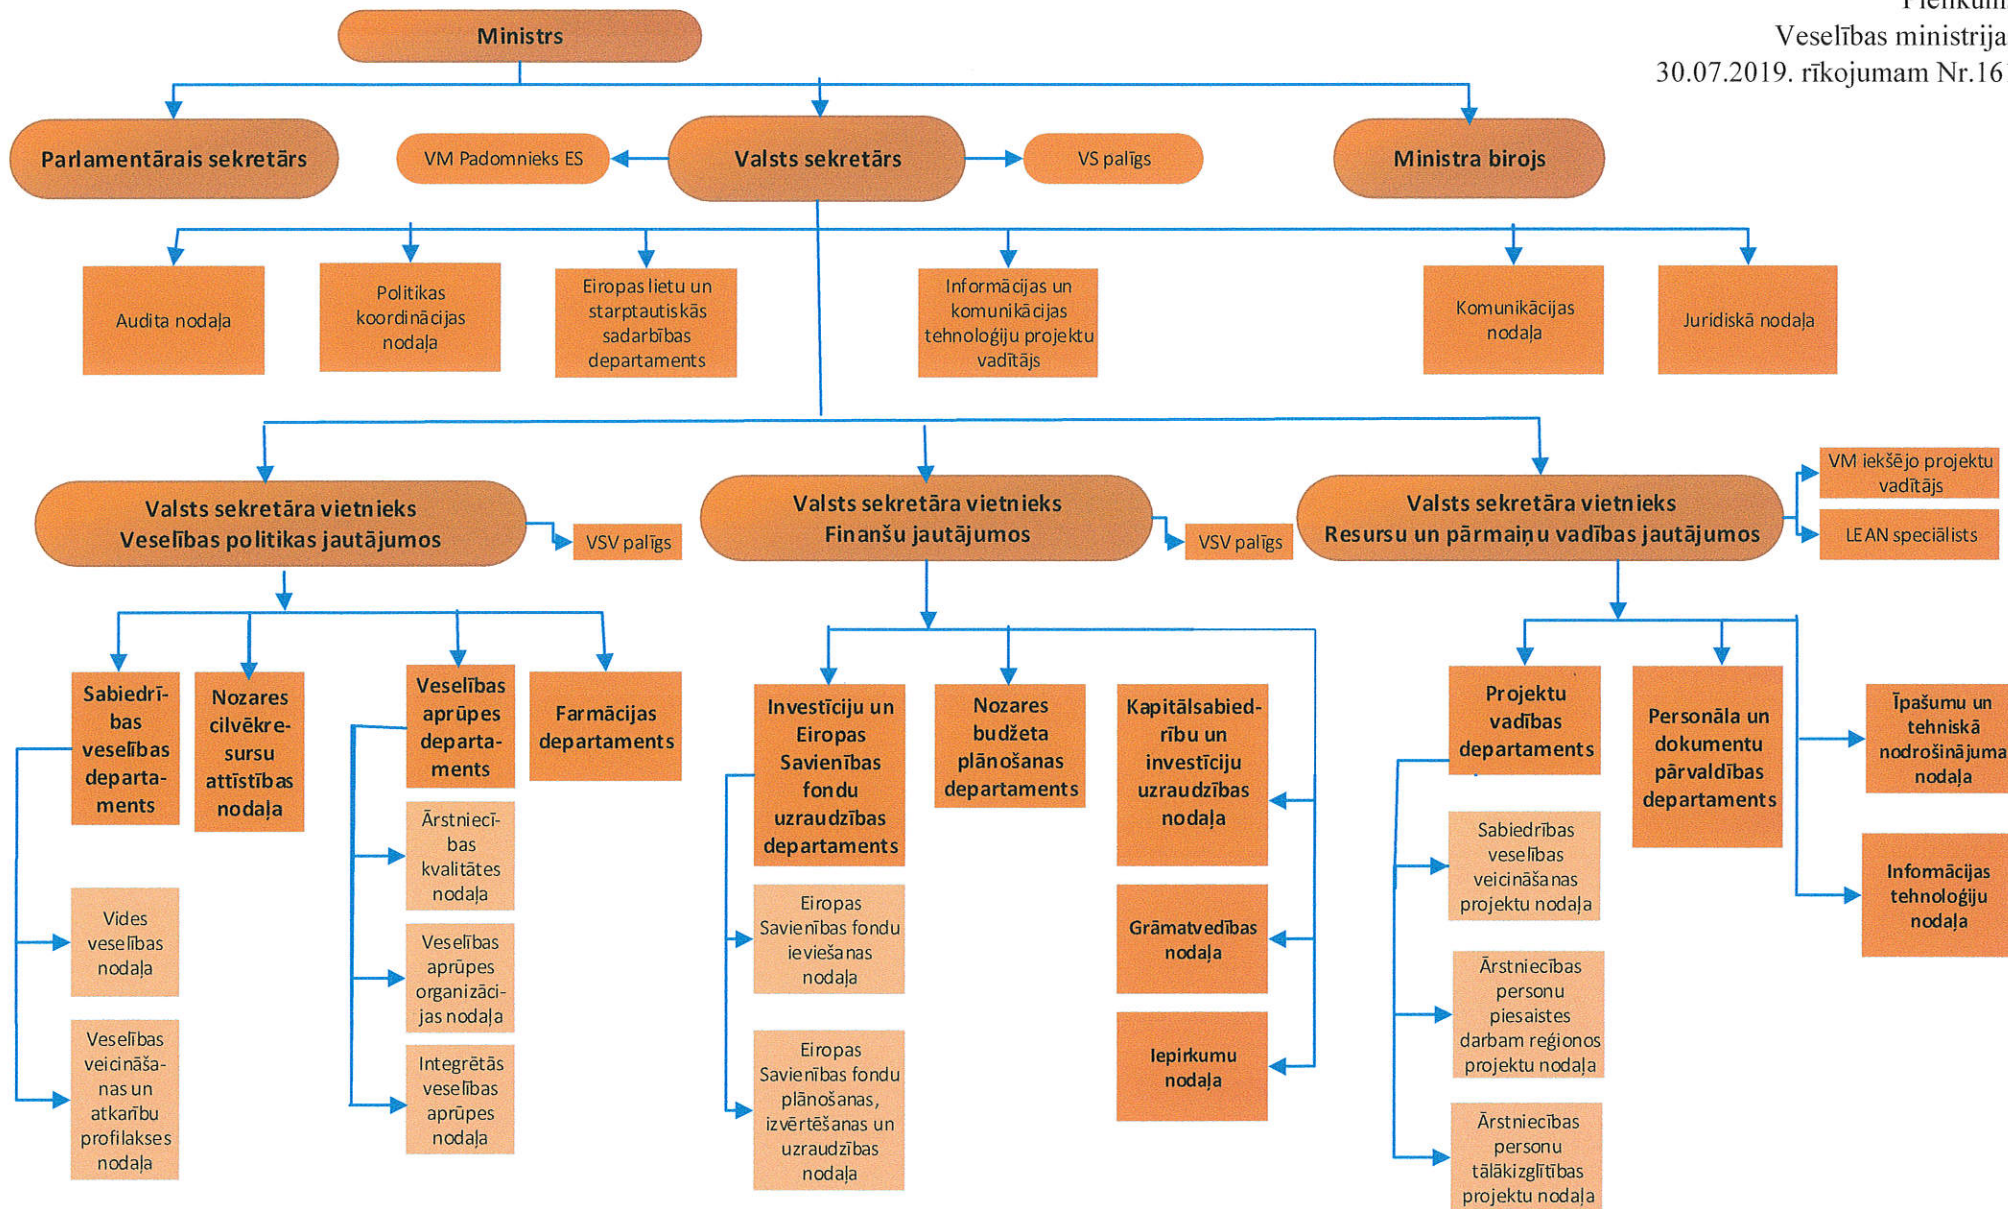 Veselības ministrijas
30.07.2019. rīkojumam Nr.161
Ministrs
Parlamentārais sekretārs
VM Padomnieks ES
Valsts sekretārs
VS palīgs
Ministra birojs
Audita nodaļa
Politikas
koordinācijas
nodaļa
Eiropas lietu un
starptautiskās
sadarbības
departaments
Informācijas un
komunikācijas
tehnoloģiju projektu
vadītājs
Komunikācijas
nodaļa
Juridiskā nodaļa
Valsts sekretāra vietnieks
Veselības politikas jautājumos
VSV palīgs
Valsts sekretāra vietnieks
Finanšu jautājumos
VSV palīgs
Valsts sekretāra vietnieks
Resursu un pārmaiņu vadības jautājumos
VM iekšējo projektu
vadītājs
LEAN speciālists
Sabiedrī-
bas
veselības
departa-
ments
Nozares
cilvēkre-
sursu
attīstības
nodaļa
Veselības
aprūpes
departa-
ments
Farmācijas
departaments
Vides
veselības
nodaļa
Veselības
veicināša-
nas un
atkarību
profilakses
nodaļa
Ārstniecī-
bas
kvalitātes
nodaļa
Veselības
aprūpes
organizāci-
jas nodaļa
Integrētās
veselības
aprūpes
nodaļa
Investīciju un
Eiropas
Savienības
fondu
uzraudzības
departaments
Nozares
budžeta
plānošanas
departaments
Kapitālsabied-
rību un
investīciju
uzraudzības
nodaļa
Eiropas
Savienības fondu
ieviešanas
nodaļa
Eiropas
Savienības fondu
plānošanas,
izvērtēšanas un
uzraudzības
nodaļa
Grāmatvedības
nodaļa
Iepirkumu
nodaļa
Projektu
vadības
departaments
Personāla un
dokumentu
pārvaldības
departaments
Īpašumu un
tehniskā
nodrošinājuma
nodaļa
Informācijas
tehnoloģiju
nodaļa
Sabiedrības
veselības
veicināšanas
projektu nodaļa
Ārstniecības
personu
piesaistes
darbam reģionos
projektu nodaļa
Ārstniecības
personu
tālākizglītības
projektu nodaļa